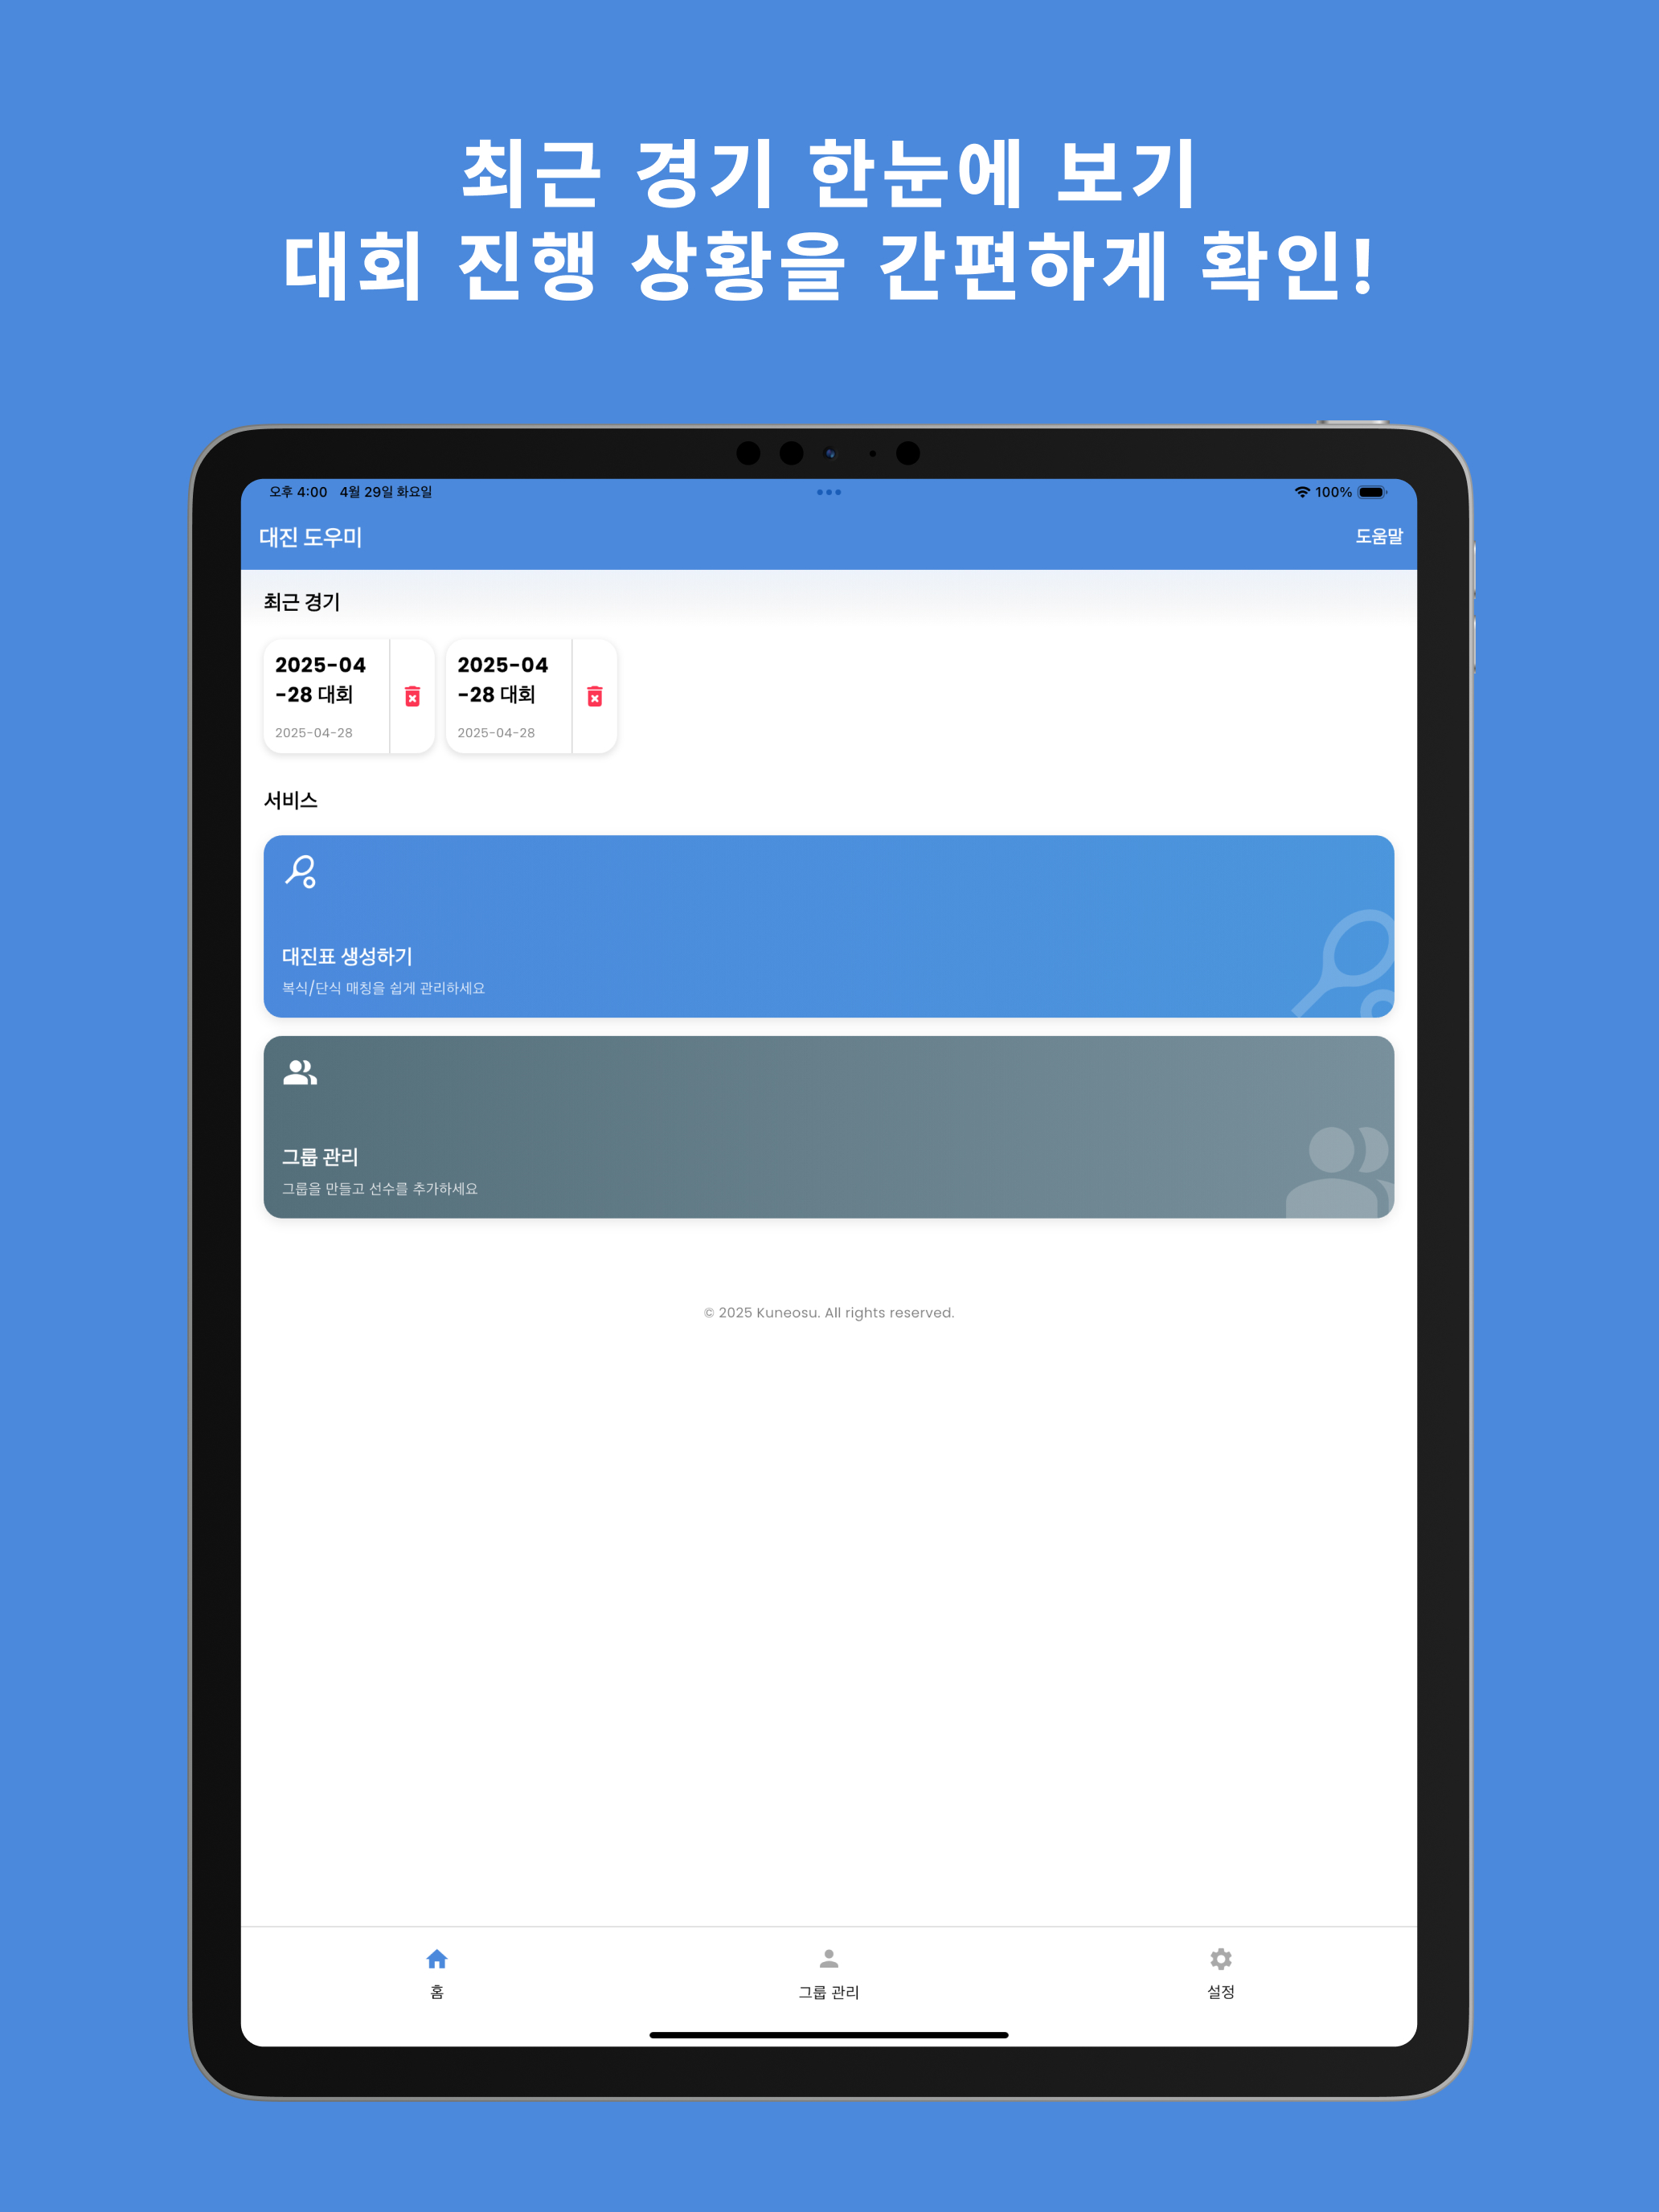 최근 경기 한눈에 보기
대회 진행 상황을 간편하게 확인!
오후 4:00 4월 29일 화요일
100%
대진 도우미
도움말
최근 경기
2025-04
-28 대회
2025-04-28
2025-04
-28 대회
2025-04-28
서비스
대진표 생성하기
복식/단식 매칭을 쉽게 관리하세요
그룹 관리
그룹을 만들고 선수를 추가하세요
© 2025 Kuneosu. All rights reserved.
홈
그룹 관리
설정